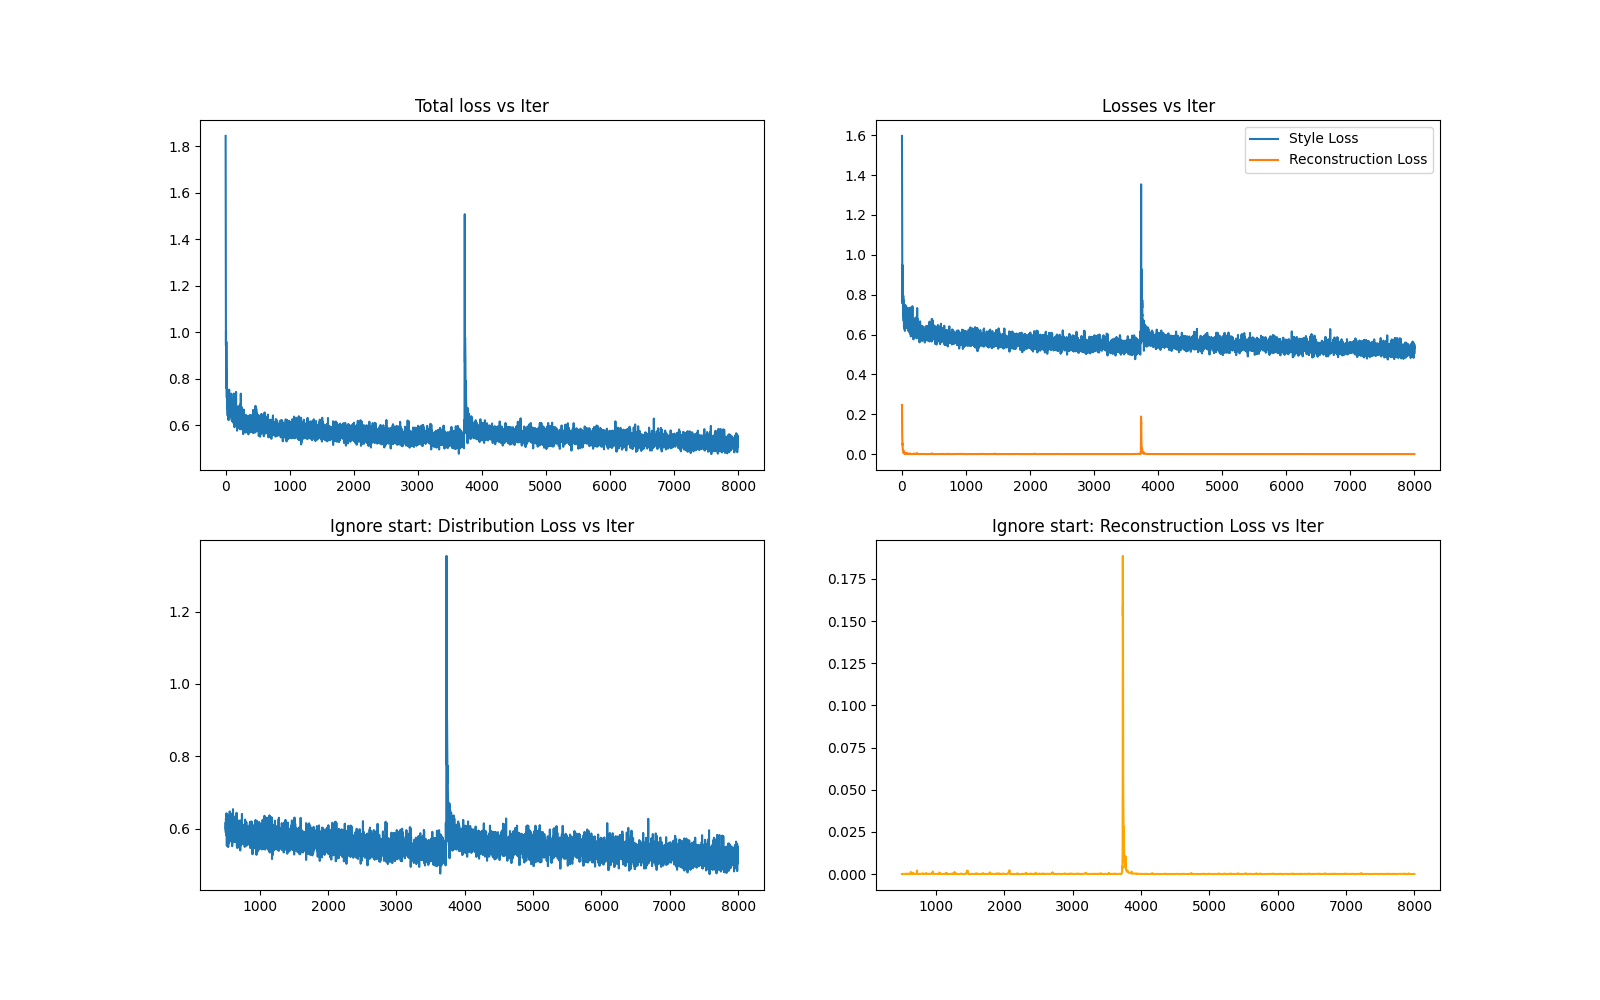 Total loss vs Iter
1.8
1.6
1.4
1.2
1.0
0.8
0.6
0 1000 2000 3000 4000 5000 6000 7000 8000
Losses vs Iter
Style Loss
Reconstruction Loss
1.6
1.4
1.2
1.0
0.8
0.6
0.4
0.2
0.0
0 1000 2000 3000 4000 5000 6000 7000 8000
Ignore start: Distribution Loss vs Iter
1.2
1.0
0.8
0.6
1000 2000 3000 4000 5000 6000 7000 8000
Ignore start: Reconstruction Loss vs Iter
0.175
0.150
0.125
0.100
0.075
0.050
0.025
0.000
1000 2000 3000 4000 5000 6000 7000 8000